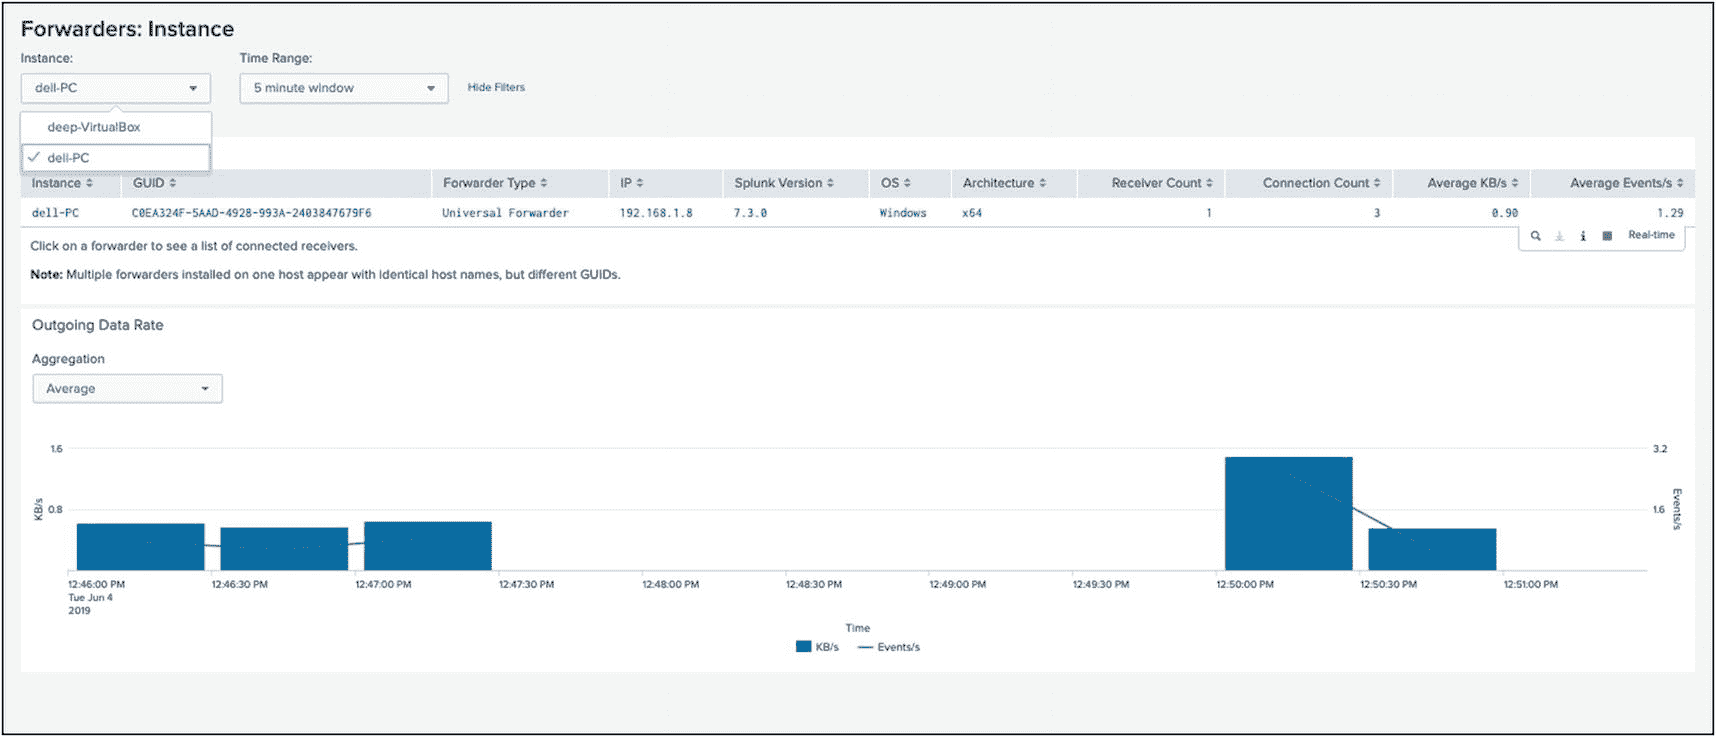 Forwarders: Instance
Instance: Time Range:
dell-PC 5 minute window Hide Filters
deep-VirtualBox
dell-PC
Instance GUID Forwarder Type IP Splunk Version OS Architecture Receiver Count Connection Count Average KB/s Average Events/s
dell-PC C0EA324F-5AAD-4928-993A-2403847679F6 Universal Forwarder 192.168.1.8 7.3.0 Windows x64 1 3 0.90 1.29
Real-time
Click on a forwarder to see a list of connected receivers.
Note: Multiple forwarders installed on one host appear with identical host names, but different GUIDs.
Outgoing Data Rate
Aggregation
Average
1.6 3.2
KB/s 0.8 1.6 Events/s
12:46:00 PM 12:46:30 PM 12:47:00 PM 12:47:30 PM 12:48:00 PM 12:48:30 PM 12:49:00 PM 12:49:30 PM 12:50:00 PM 12:50:30 PM 12:51:00 PM
Tue Jun 4
2019
Time
KB/s Events/s